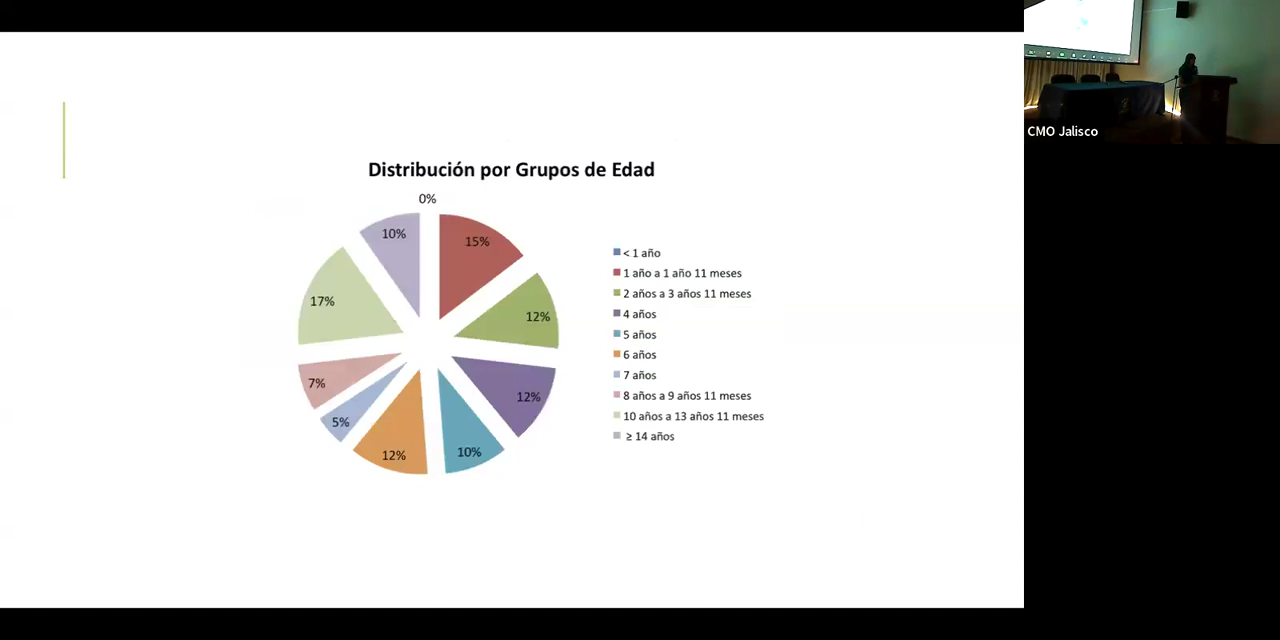 CMO Jalisco
Distribución por Grupos de Edad
0%
10%
15%
17%
12%
7%
12%
5%
12%
10%
< 1 año
1 año a 1 año 11 meses
2 años a 3 años 11 meses
4 años
5 años
6 años
7 años
8 años a 9 años 11 meses
10 años a 13 años 11 meses
≥ 14 años